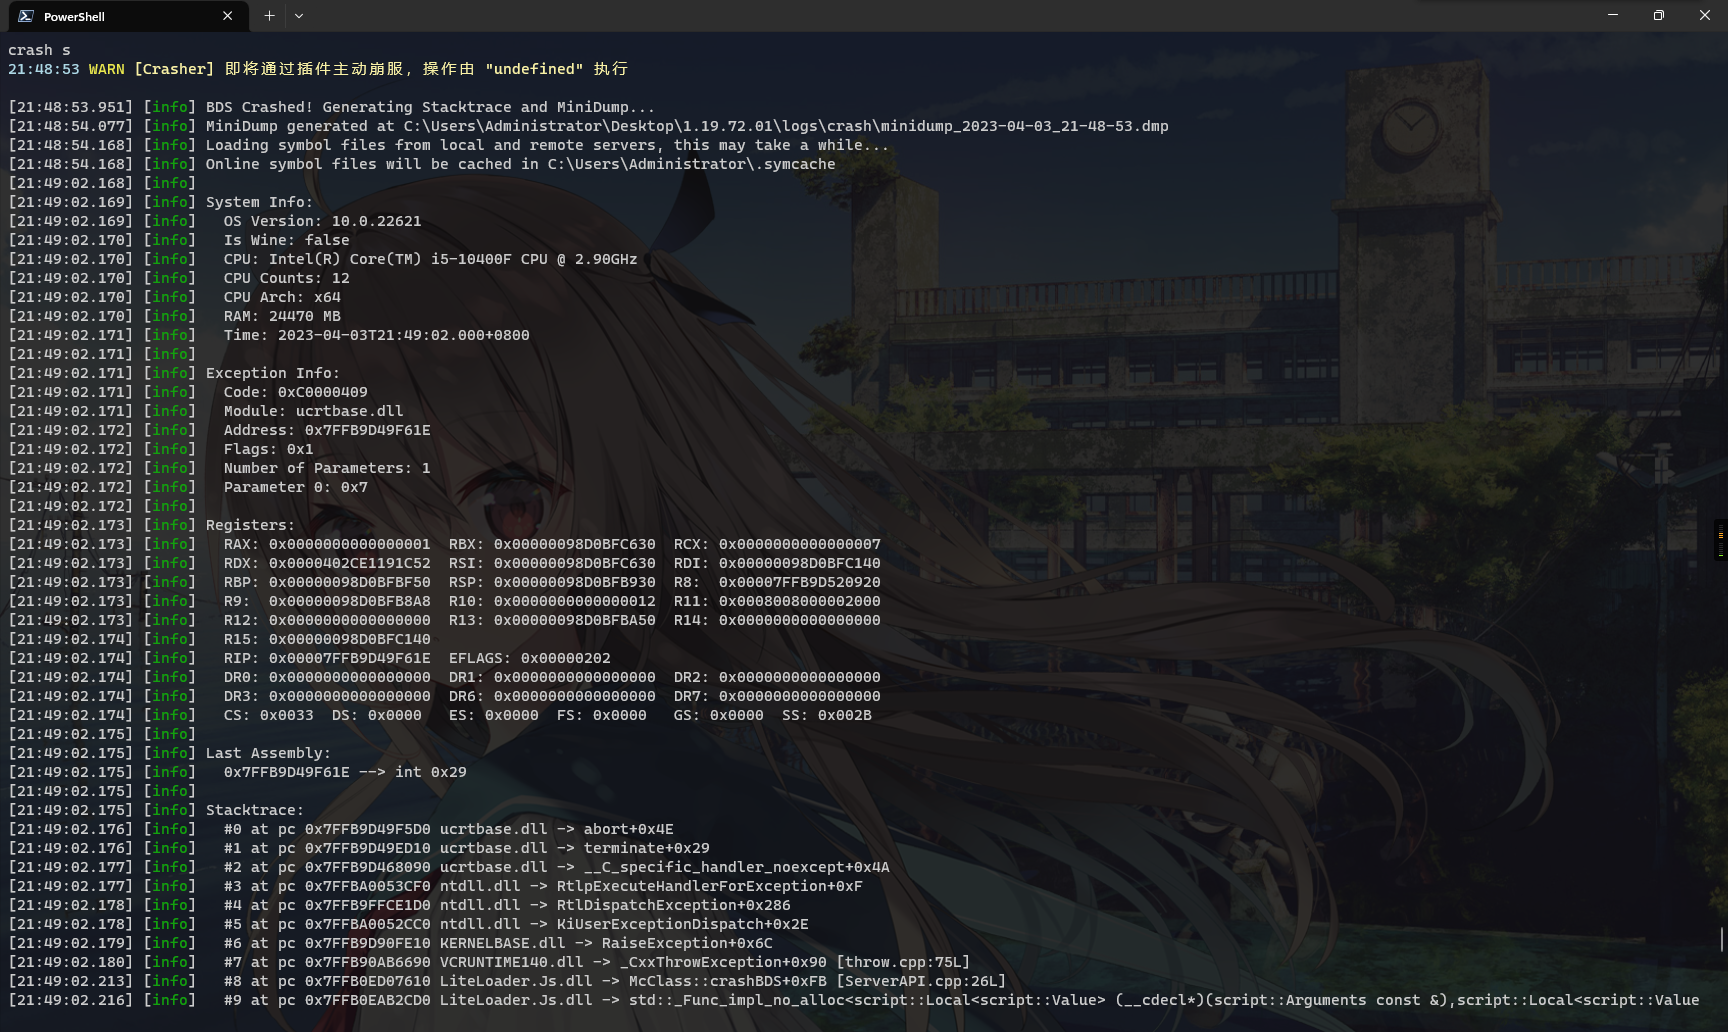 PowerShell
crash s
21:48:53 WARN [Crasher] 即将通过插件主动崩服，操作由 "undefined" 执行
[21:48:53.951] [info] BDS Crashed! Generating Stacktrace and MiniDump...
[21:48:54.077] [info] MiniDump generated at C:\Users\Administrator\Desktop\1.19.72.01\logs\crash\minidump_2023-04-03_21-48-53.dmp
[21:48:54.168] [info] Loading symbol files from local and remote servers, this may take a while...
[21:48:54.168] [info] Online symbol files will be cached in C:\Users\Administrator\.symcache
[21:49:02.168] [info]
[21:49:02.169] [info] System Info:
[21:49:02.169] [info]   OS Version: 10.0.22621
[21:49:02.170] [info]   Is Wine: false
[21:49:02.170] [info]   CPU: Intel(R) Core(TM) i5-10400F CPU @ 2.90GHz
[21:49:02.170] [info]   CPU Counts: 12
[21:49:02.170] [info]   CPU Arch: x64
[21:49:02.170] [info]   RAM: 24470 MB
[21:49:02.171] [info]   Time: 2023-04-03T21:49:02.000+0800
[21:49:02.171] [info]
[21:49:02.171] [info] Exception Info:
[21:49:02.171] [info]   Code: 0xC0000409
[21:49:02.171] [info]   Module: ucrtbase.dll
[21:49:02.172] [info]   Address: 0x7FFB9D49F61E
[21:49:02.172] [info]   Flags: 0x1
[21:49:02.172] [info]   Number of Parameters: 1
[21:49:02.172] [info]   Parameter 0: 0x7
[21:49:02.172] [info]
[21:49:02.173] [info] Registers:
[21:49:02.173] [info]   RAX: 0x0000000000000001  RBX: 0x00000098D0BFC630  RCX: 0x0000000000000007
[21:49:02.173] [info]   RDX: 0x0000402CE1191C52  RSI: 0x00000098D0BFC630  RDI: 0x00000098D0BFC140
[21:49:02.173] [info]   RBP: 0x00000098D0BFBF50  RSP: 0x00000098D0BFB930  R8:  0x00007FFB9D520920
[21:49:02.173] [info]   R9:  0x00000098D0BFB8A8  R10: 0x0000000000000012  R11: 0x0008008000002000
[21:49:02.173] [info]   R12: 0x0000000000000000  R13: 0x00000098D0BFBA50  R14: 0x0000000000000000
[21:49:02.174] [info]   R15: 0x00000098D0BFC140
[21:49:02.174] [info]   RIP: 0x00007FFB9D49F61E  EFLAGS: 0x00000202
[21:49:02.174] [info]   DR0: 0x0000000000000000  DR1: 0x0000000000000000  DR2: 0x0000000000000000
[21:49:02.174] [info]   DR3: 0x0000000000000000  DR6: 0x0000000000000000  DR7: 0x0000000000000000
[21:49:02.174] [info]   CS: 0x0033  DS: 0x0000   ES: 0x0000  FS: 0x0000   GS: 0x0000  SS: 0x002B
[21:49:02.175] [info]
[21:49:02.175] [info] Last Assembly:
[21:49:02.175] [info]   0x7FFB9D49F61E --> int 0x29
[21:49:02.175] [info]
[21:49:02.175] [info] Stacktrace:
[21:49:02.176] [info]   #0 at pc 0x7FFB9D49F5D0 ucrtbase.dll -> abort+0x4E
[21:49:02.176] [info]   #1 at pc 0x7FFB9D49ED10 ucrtbase.dll -> terminate+0x29
[21:49:02.177] [info]   #2 at pc 0x7FFB9D468090 ucrtbase.dll -> __C_specific_handler_noexcept+0x4A
[21:49:02.177] [info]   #3 at pc 0x7FFBA0053CF0 ntdll.dll -> RtlpExecuteHandlerForException+0xF
[21:49:02.178] [info]   #4 at pc 0x7FFB9FFCE1D0 ntdll.dll -> RtlDispatchException+0x286
[21:49:02.178] [info]   #5 at pc 0x7FFBA0052CC0 ntdll.dll -> KiUserExceptionDispatch+0x2E
[21:49:02.179] [info]   #6 at pc 0x7FFB9D90FE10 KERNELBASE.dll -> RaiseException+0x6C
[21:49:02.180] [info]   #7 at pc 0x7FFB90AB6690 VCRUNTIME140.dll -> _CxxThrowException+0x90 [throw.cpp:75L]
[21:49:02.213] [info]   #8 at pc 0x7FFB0ED07610 LiteLoader.Js.dll -> McClass::crashBDS+0xFB [ServerAPI.cpp:26L]
[21:49:02.216] [info]   #9 at pc 0x7FFB0EAB2CD0 LiteLoader.Js.dll -> std::_Func_impl_no_alloc<script::Local<script::Value> (__cdecl*)(script::Arguments const &),script::Local<script::Value